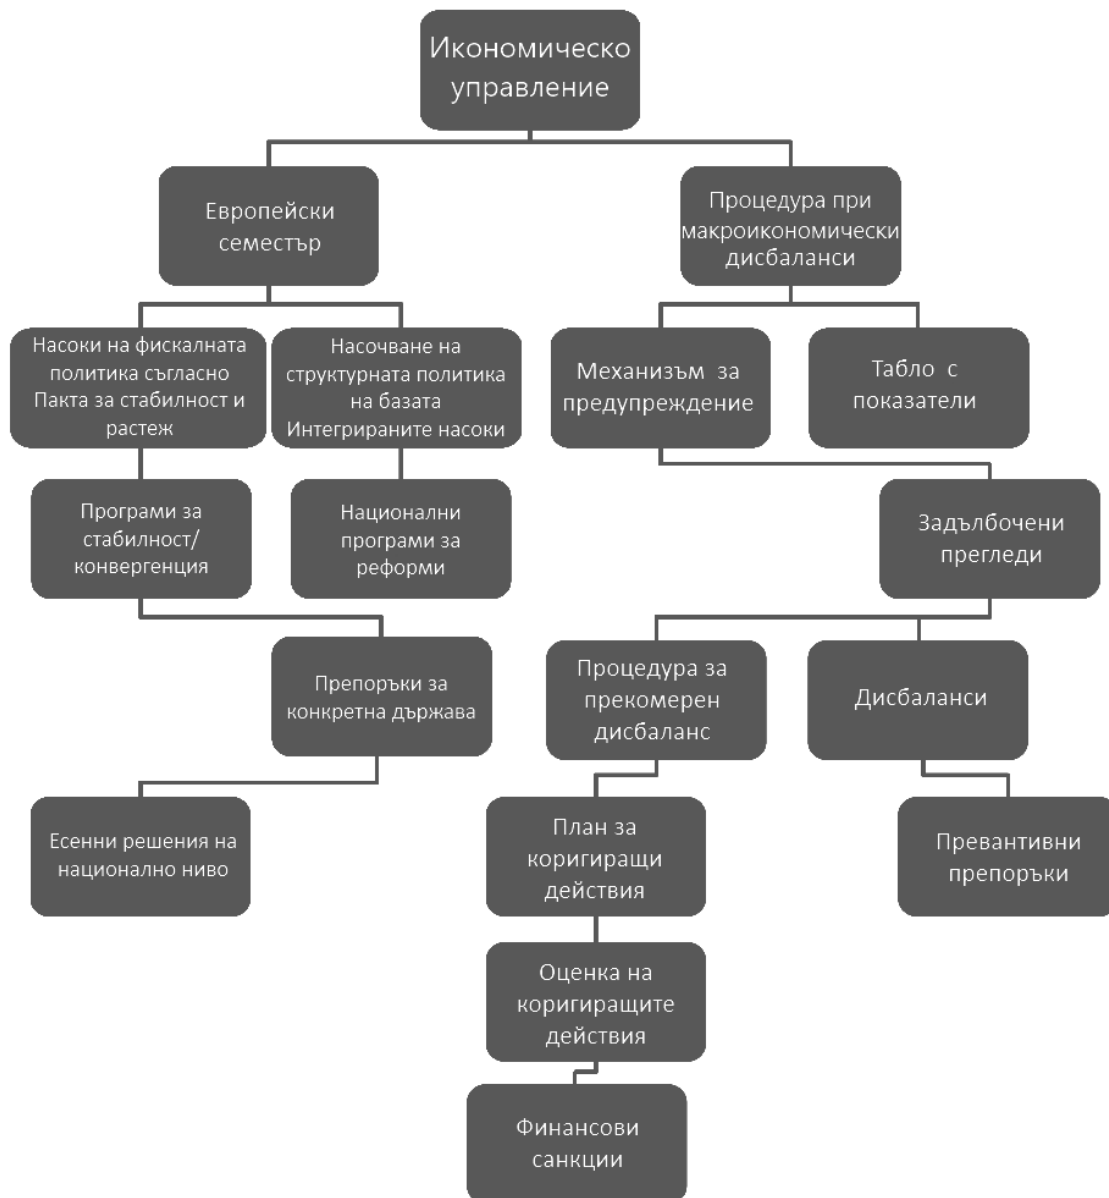 Икономическо
управление
Европейски
семестър
Процедура при
макроикономически
дисбаланси
Насоки на фискалната
политика съгласно
Пакта за стабилност и
растеж
Насочване на
структурната политика
на базата
Интегрираните насоки
Механизъм за
предупреждение
Табло с
показатели
Програми за
стабилност/
конвергенция
Национални
програми за
реформи
Задълбочени
прегледи
Препоръки за
конкретна държава
Процедура за
прекомерен
дисбаланс
Дисбаланси
Есенни решения на
национално ниво
План за
коригиращи
действия
Превантивни
препоръки
Оценка на
коригиращите
действия
Финансови
санкции